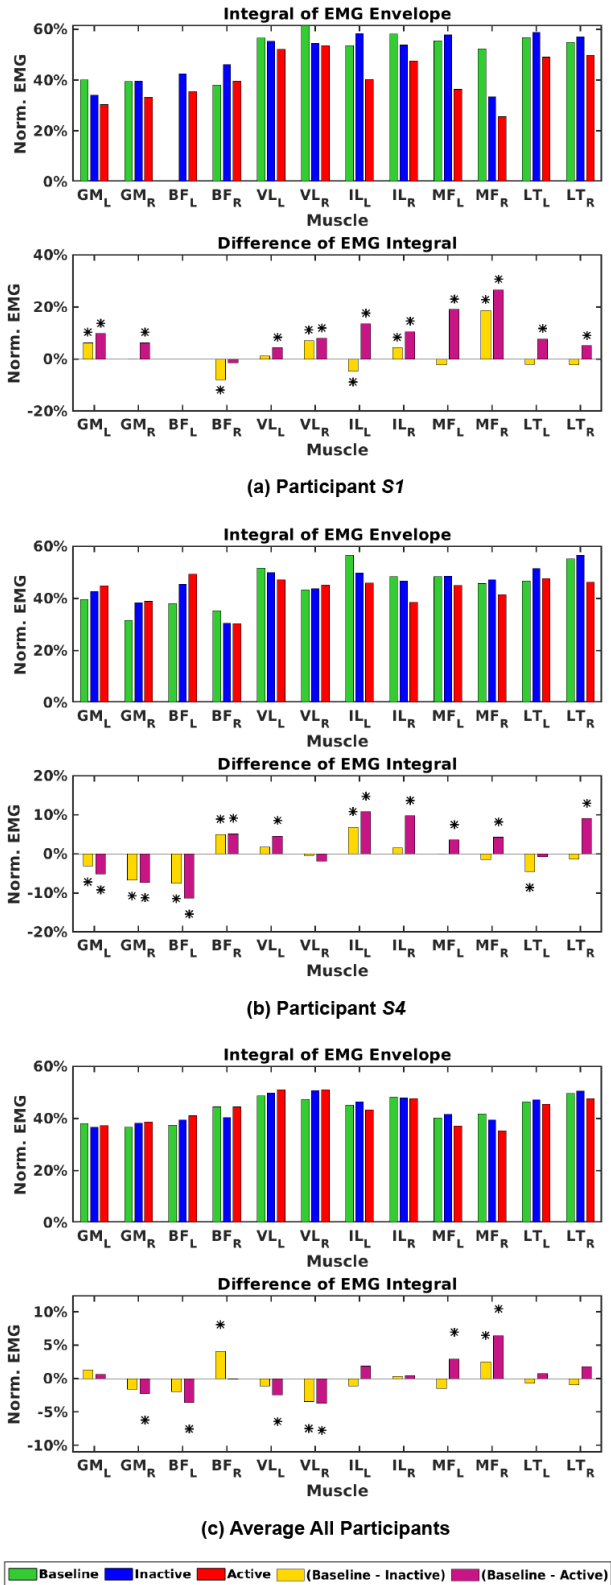 Integral of EMG Envelope
60%
40%
20%
0%
Norm. EMG
GML GMR BFL BFR VLL VLR ILL ILR MFL MFR LTL LTR
Muscle
Difference of EMG Integral
40%
20%
0%
-20%
Norm. EMG
* * * * * * * * * * * * * * * *
GML GMR BFL BFR VLL VLR ILL ILR MFL MFR LTL LTR
Muscle
(a) Participant S1
Integral of EMG Envelope
60%
40%
20%
0%
Norm. EMG
GML GMR BFL BFR VLL VLR ILL ILR MFL MFR LTL LTR
Muscle
Difference of EMG Integral
20%
10%
0%
-10%
-20%
Norm. EMG
* * * * * * * * * * * * * * * *
GML GMR BFL BFR VLL VLR ILL ILR MFL MFR LTL LTR
Muscle
(b) Participant S4
Integral of EMG Envelope
60%
40%
20%
0%
Norm. EMG
GML GMR BFL BFR VLL VLR ILL ILR MFL MFR LTL LTR
Muscle
Difference of EMG Integral
10%
5%
0%
-5%
-10%
Norm. EMG
* * * * * * * * *
GML GMR BFL BFR VLL VLR ILL ILR MFL MFR LTL LTR
Muscle
(c) Average All Participants
Baseline Inactive Active (Baseline - Inactive) (Baseline - Active)